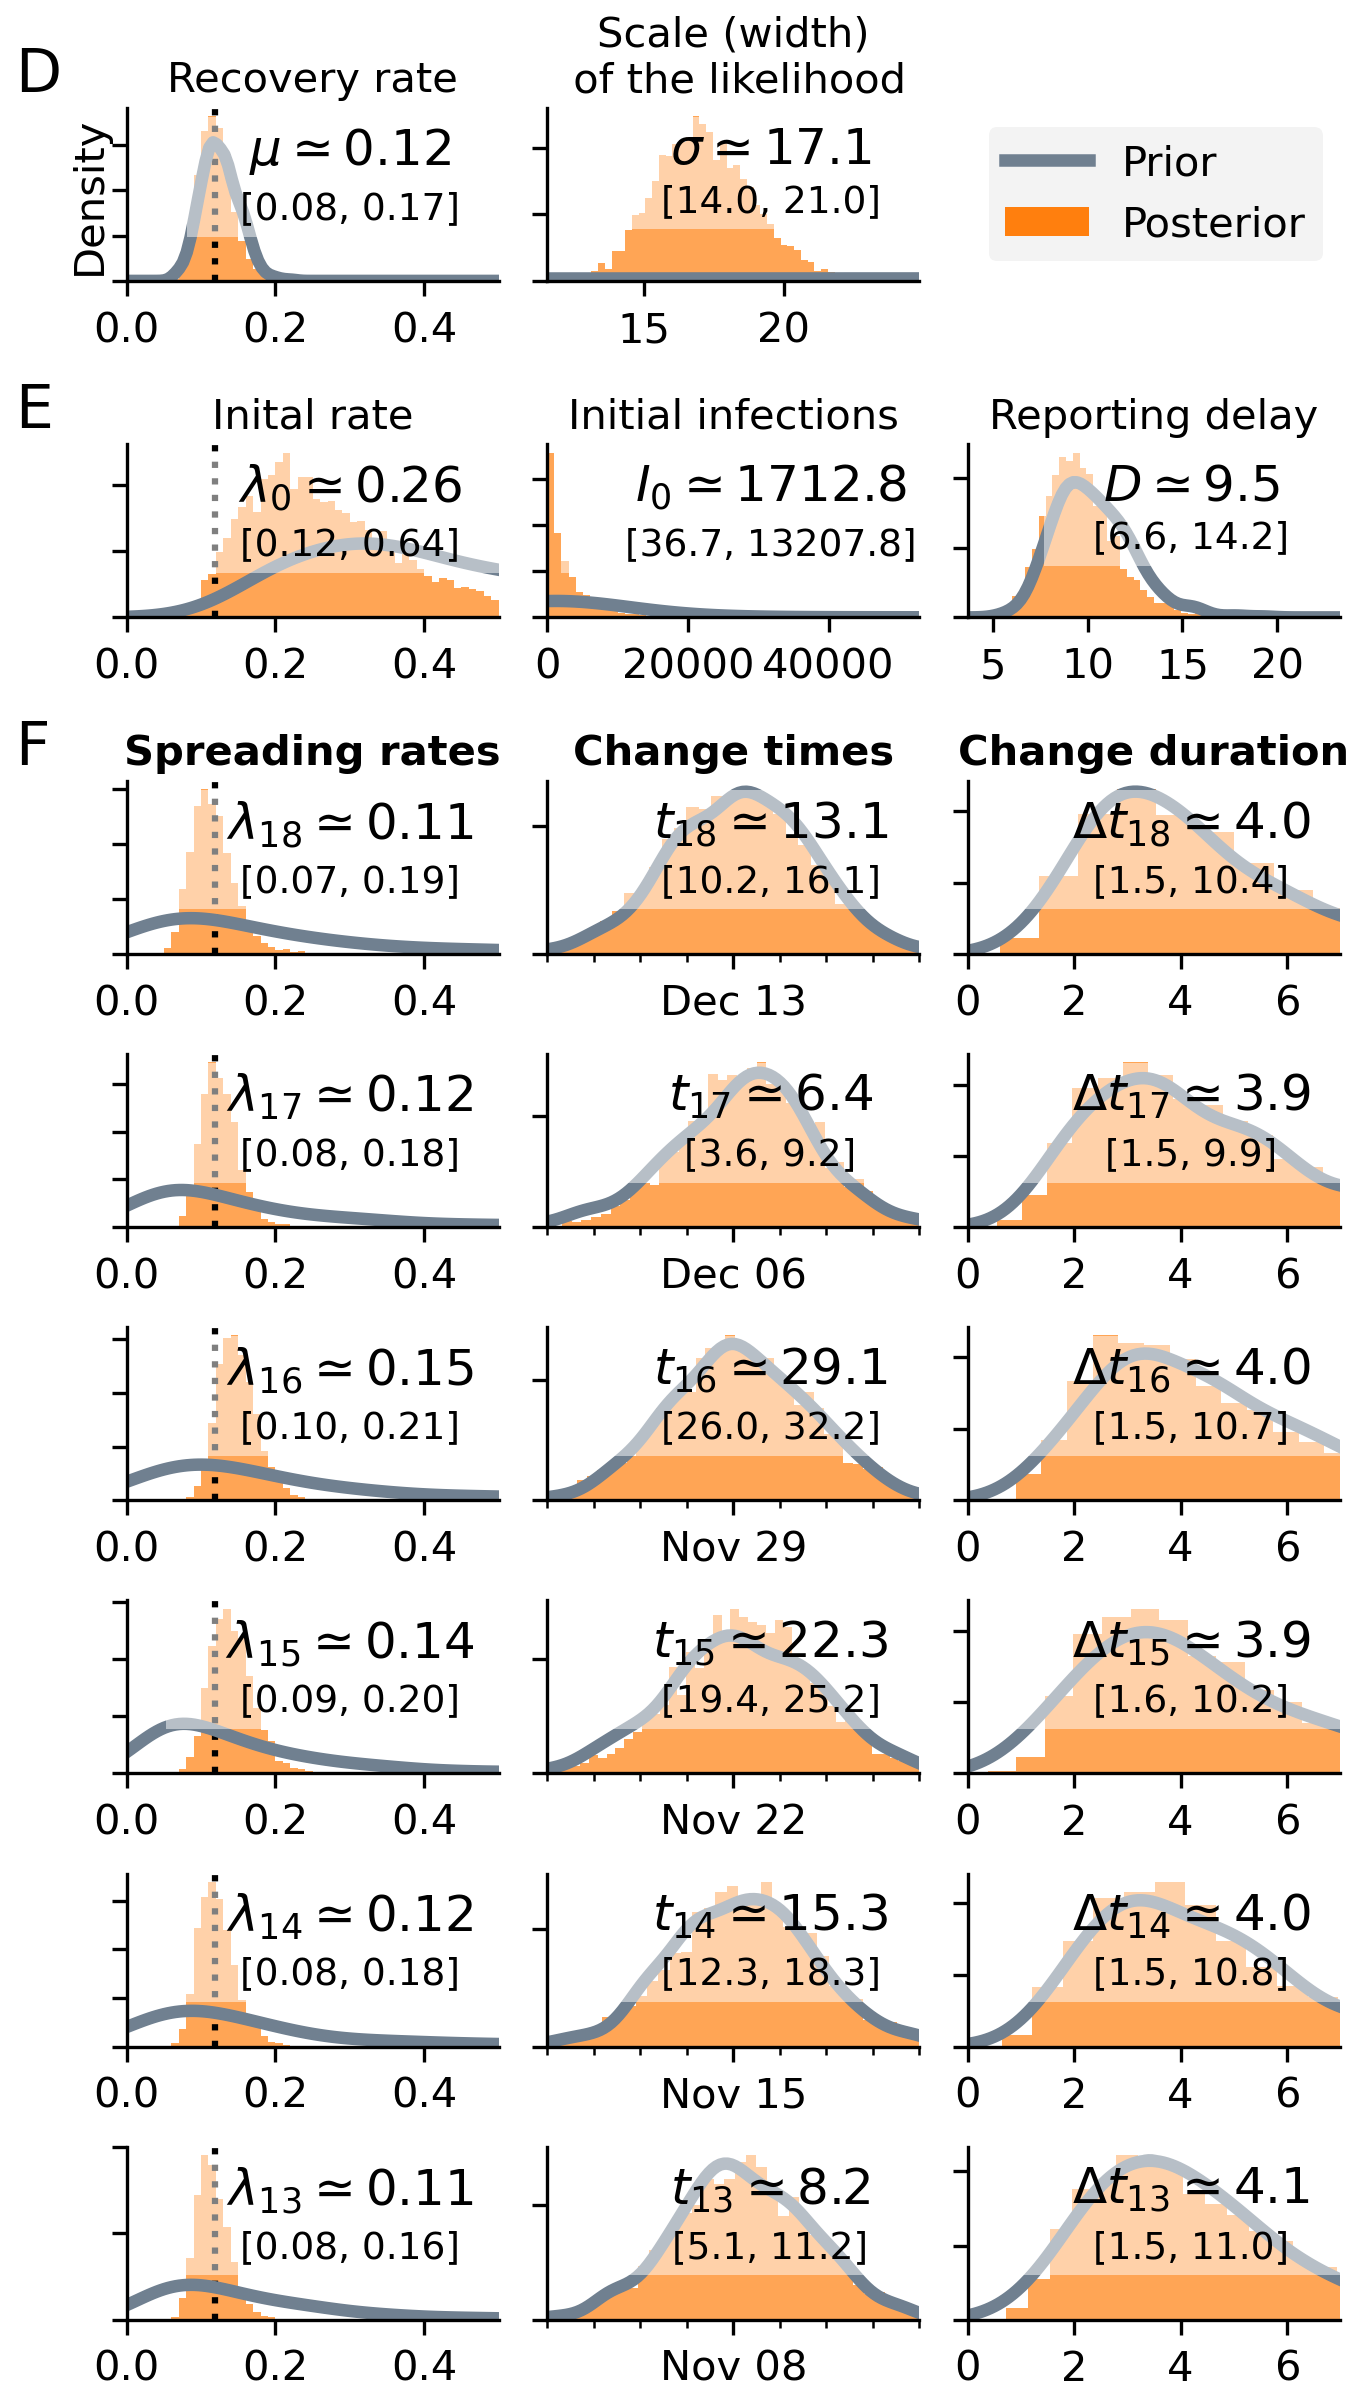 D
Recovery rate
Scale (width)
of the likelihood
Density
μ ≃ 0.12
[0.08, 0.17]
0.0 0.2 0.4
σ ≃ 17.1
[14.0, 21.0]
15 20
Prior
Posterior
E
Inital rate
λ0 ≃ 0.26
[0.12, 0.64]
0.0 0.2 0.4
Initial infections
I0 ≃ 1712.8
[36.7, 13207.8]
0 20000 40000
Reporting delay
D ≃ 9.5
[6.6, 14.2]
5 10 15 20
F
Spreading rates
Change times
Change duration
λ18 ≃ 0.11
[0.07, 0.19]
0.0 0.2 0.4
t18 ≃ 13.1
[10.2, 16.1]
Dec 13
Δt18 ≃ 4.0
[1.5, 10.4]
0 2 4 6
λ17 ≃ 0.12
[0.08, 0.18]
0.0 0.2 0.4
t17 ≃ 6.4
[3.6, 9.2]
Dec 06
Δt17 ≃ 3.9
[1.5, 9.9]
0 2 4 6
λ16 ≃ 0.15
[0.10, 0.21]
0.0 0.2 0.4
t16 ≃ 29.1
[26.0, 32.2]
Nov 29
Δt16 ≃ 4.0
[1.5, 10.7]
0 2 4 6
λ15 ≃ 0.14
[0.09, 0.20]
0.0 0.2 0.4
t15 ≃ 22.3
[19.4, 25.2]
Nov 22
Δt15 ≃ 3.9
[1.6, 10.2]
0 2 4 6
λ14 ≃ 0.12
[0.08, 0.18]
0.0 0.2 0.4
t14 ≃ 15.3
[12.3, 18.3]
Nov 15
Δt14 ≃ 4.0
[1.5, 10.8]
0 2 4 6
λ13 ≃ 0.11
[0.08, 0.16]
0.0 0.2 0.4
t13 ≃ 8.2
[5.1, 11.2]
Nov 08
Δt13 ≃ 4.1
[1.5, 11.0]
0 2 4 6